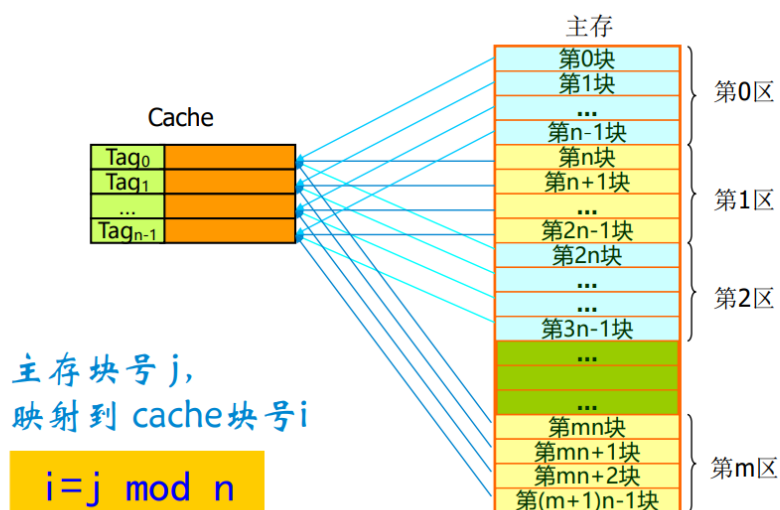 主存
第0块
第1块
...
第n-1块
第0区
Cache
Tag0
Tag1
...
Tagn-1
第n块
第n+1块
...
第2n-1块
第1区
第2n块
...
...
第3n-1块
第2区
...
...
主存块号 j,
映射到 cache块号i
i=j mod n
第mn块
第mn+1块
第mn+2块
第(m+1)n-1块
第m区